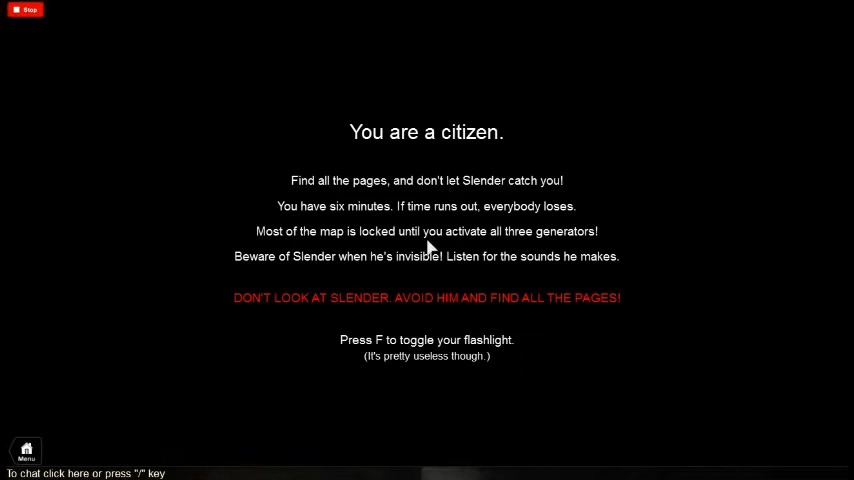 Stop
You are a citizen.
Find all the pages, and don't let Slender catch you!
You have six minutes. If time runs out, everybody loses.
Most of the map is locked until you activate all three generators!
Beware of Slender when he's invisible! Listen for the sounds he makes.
DON'T LOOK AT SLENDER. AVOID HIM AND FIND ALL THE PAGES!
Press F to toggle your flashlight.
(It's pretty useless though.)
Menu
To chat click here or press "/" key